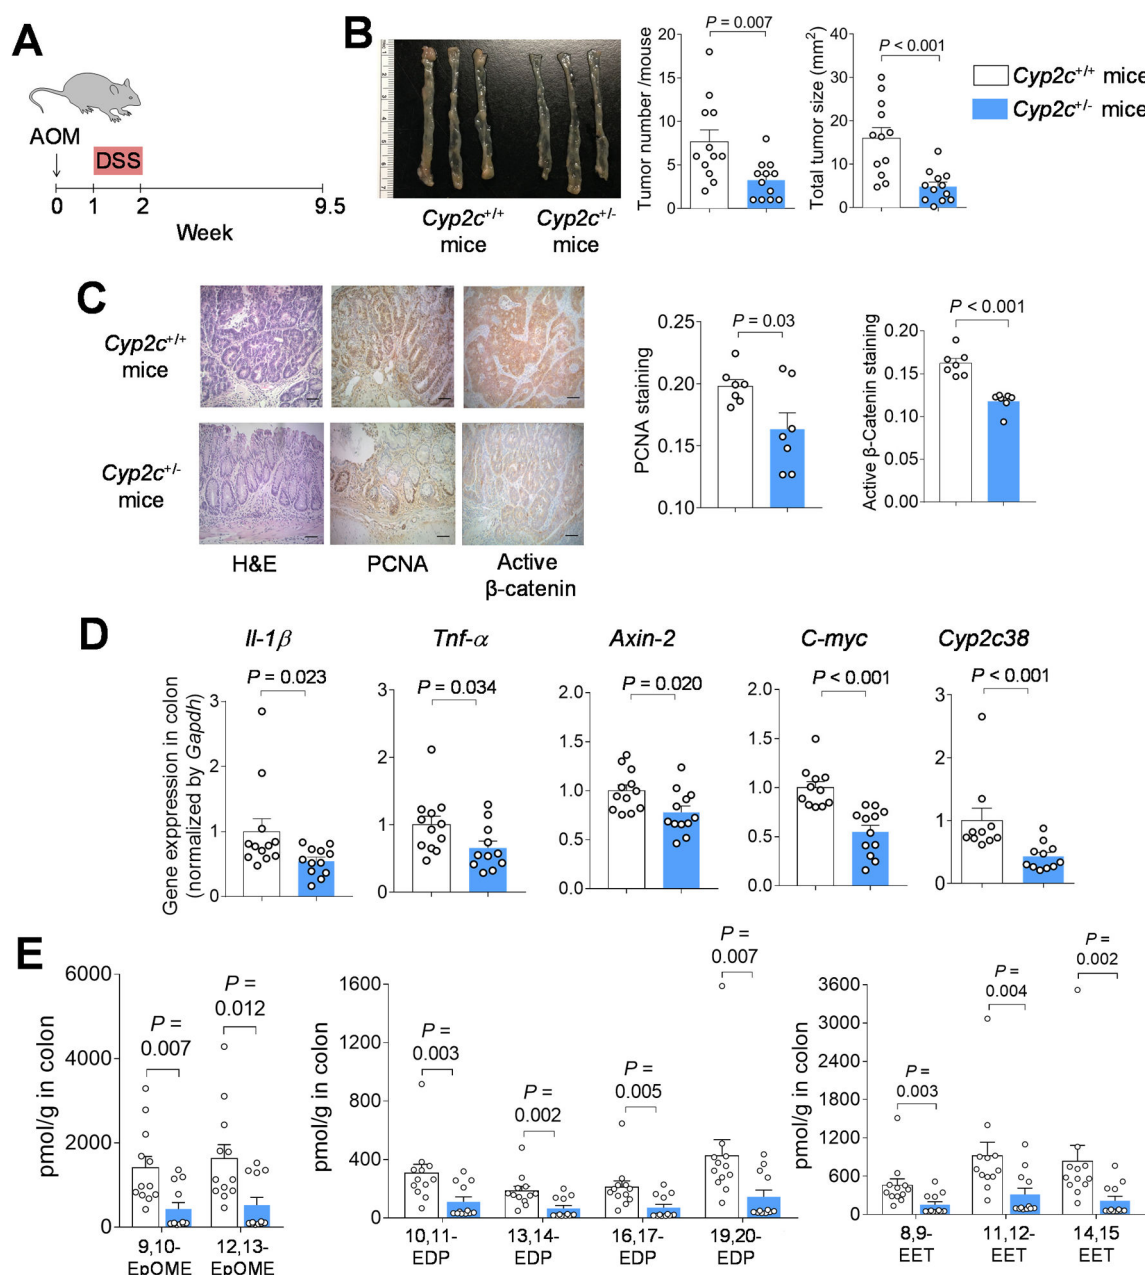 A
AOM
DSS
0 1 2 9.5
Week
B
Cyp2c+/+
mice
Cyp2c+/-
mice
Tumor number /mouse
P = 0.007
20
15
10
5
0
Total tumor size (mm2)
P < 0.001
40
30
20
10
0
Cyp2c+/+ mice
Cyp2c+/- mice
C
Cyp2c+/+
mice
Cyp2c+/-
mice
H&E
PCNA
Active
β-catenin
PCNA staining
P = 0.03
0.25
0.20
0.15
0.10
Active β-Catenin staining
P < 0.001
0.20
0.15
0.10
0.05
0.00
D
Gene exppression in colon
(normalized by Gapdh)
Il-1β
P = 0.023
3
2
1
0
Tnf-α
P = 0.034
3
2
1
0
Axin-2
P = 0.020
2.0
1.5
1.0
0.5
0.0
C-myc
P < 0.001
2.0
1.5
1.0
0.5
0.0
Cyp2c38
P < 0.001
3
2
1
0
E
pmol/g in colon
6000
4000
2000
0
P =
0.007
P =
0.012
9,10-
EpOME
12,13-
EpOME
pmol/g in colon
1600
1200
800
400
0
P =
0.003
P =
0.002
P =
0.005
P =
0.007
10,11-
EDP
13,14-
EDP
16,17-
EDP
19,20-
EDP
pmol/g in colon
3600
3000
2400
1800
1200
600
0
P =
0.003
P =
0.004
P =
0.002
8,9-
EET
11,12-
EET
14,15
EET